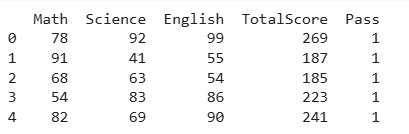 Math Science English TotalScore Pass
0 78 92 99 269 1
1 91 41 55 187 1
2 68 63 54 185 1
3 54 83 86 223 1
4 82 69 90 241 1